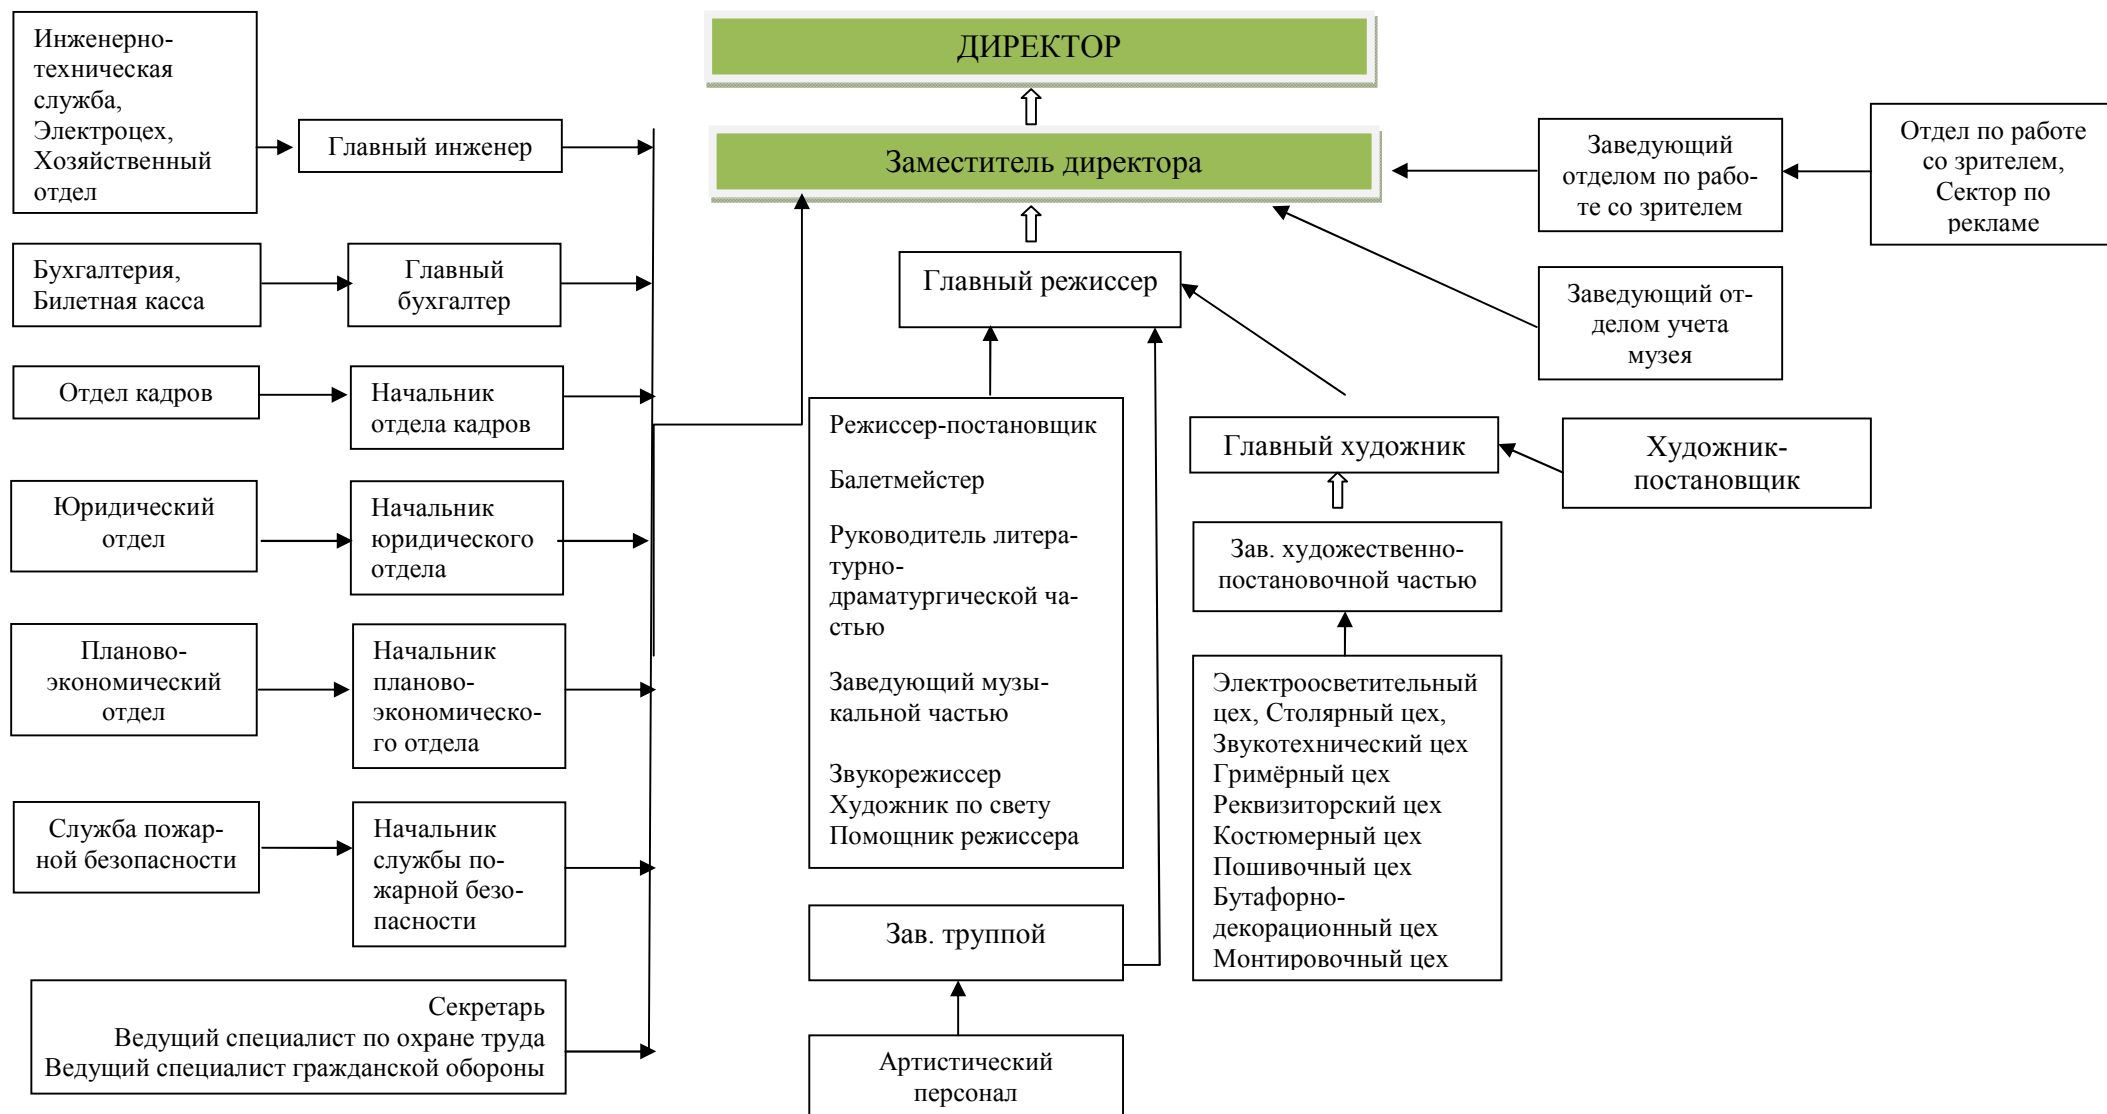 ДИРЕКТОР
Заместитель директора
Инженерно-
техническая
служба,
Электроцех,
Хозяйственный
отдел
Главный инженер
Бухгалтерия,
Билетная касса
Главный
бухгалтер
Отдел кадров
Начальник
отдела кадров
Юридический
отдел
Начальник
юридического
отдела
Планово-
экономический
отдел
Начальник
планово-
экономическо-
го отдела
Служба пожар-
ной безопасности
Начальник
службы по-
жарной безо-
пасности
Секретарь
Ведущий специалист по охране труда
Ведущий специалист гражданской обороны
Главный режиссер
Режиссер-постановщик
Балетмейстер
Руководитель литера-
турно-
драматургической ча-
стью
Заведующий музы-
кальной частью
Звукорежиссер
Художник по свету
Помощник режиссера
Зав. труппой
Артистический
персонал
Заведующий
отделом по рабо-
те со зрителем
Отдел по работе
со зрителем,
Сектор по
рекламе
Заведующий от-
делом учета
музея
Главный художник
Художник-
постановщик
Зав. художественно-
постановочной частью
Электроосветительный
цех, Столярный цех,
Звукотехнический цех
Гримёрный цех
Реквизиторский цех
Костюмерный цех
Пошивочный цех
Бутафорно-
декорационный цех
Монтировочный цех